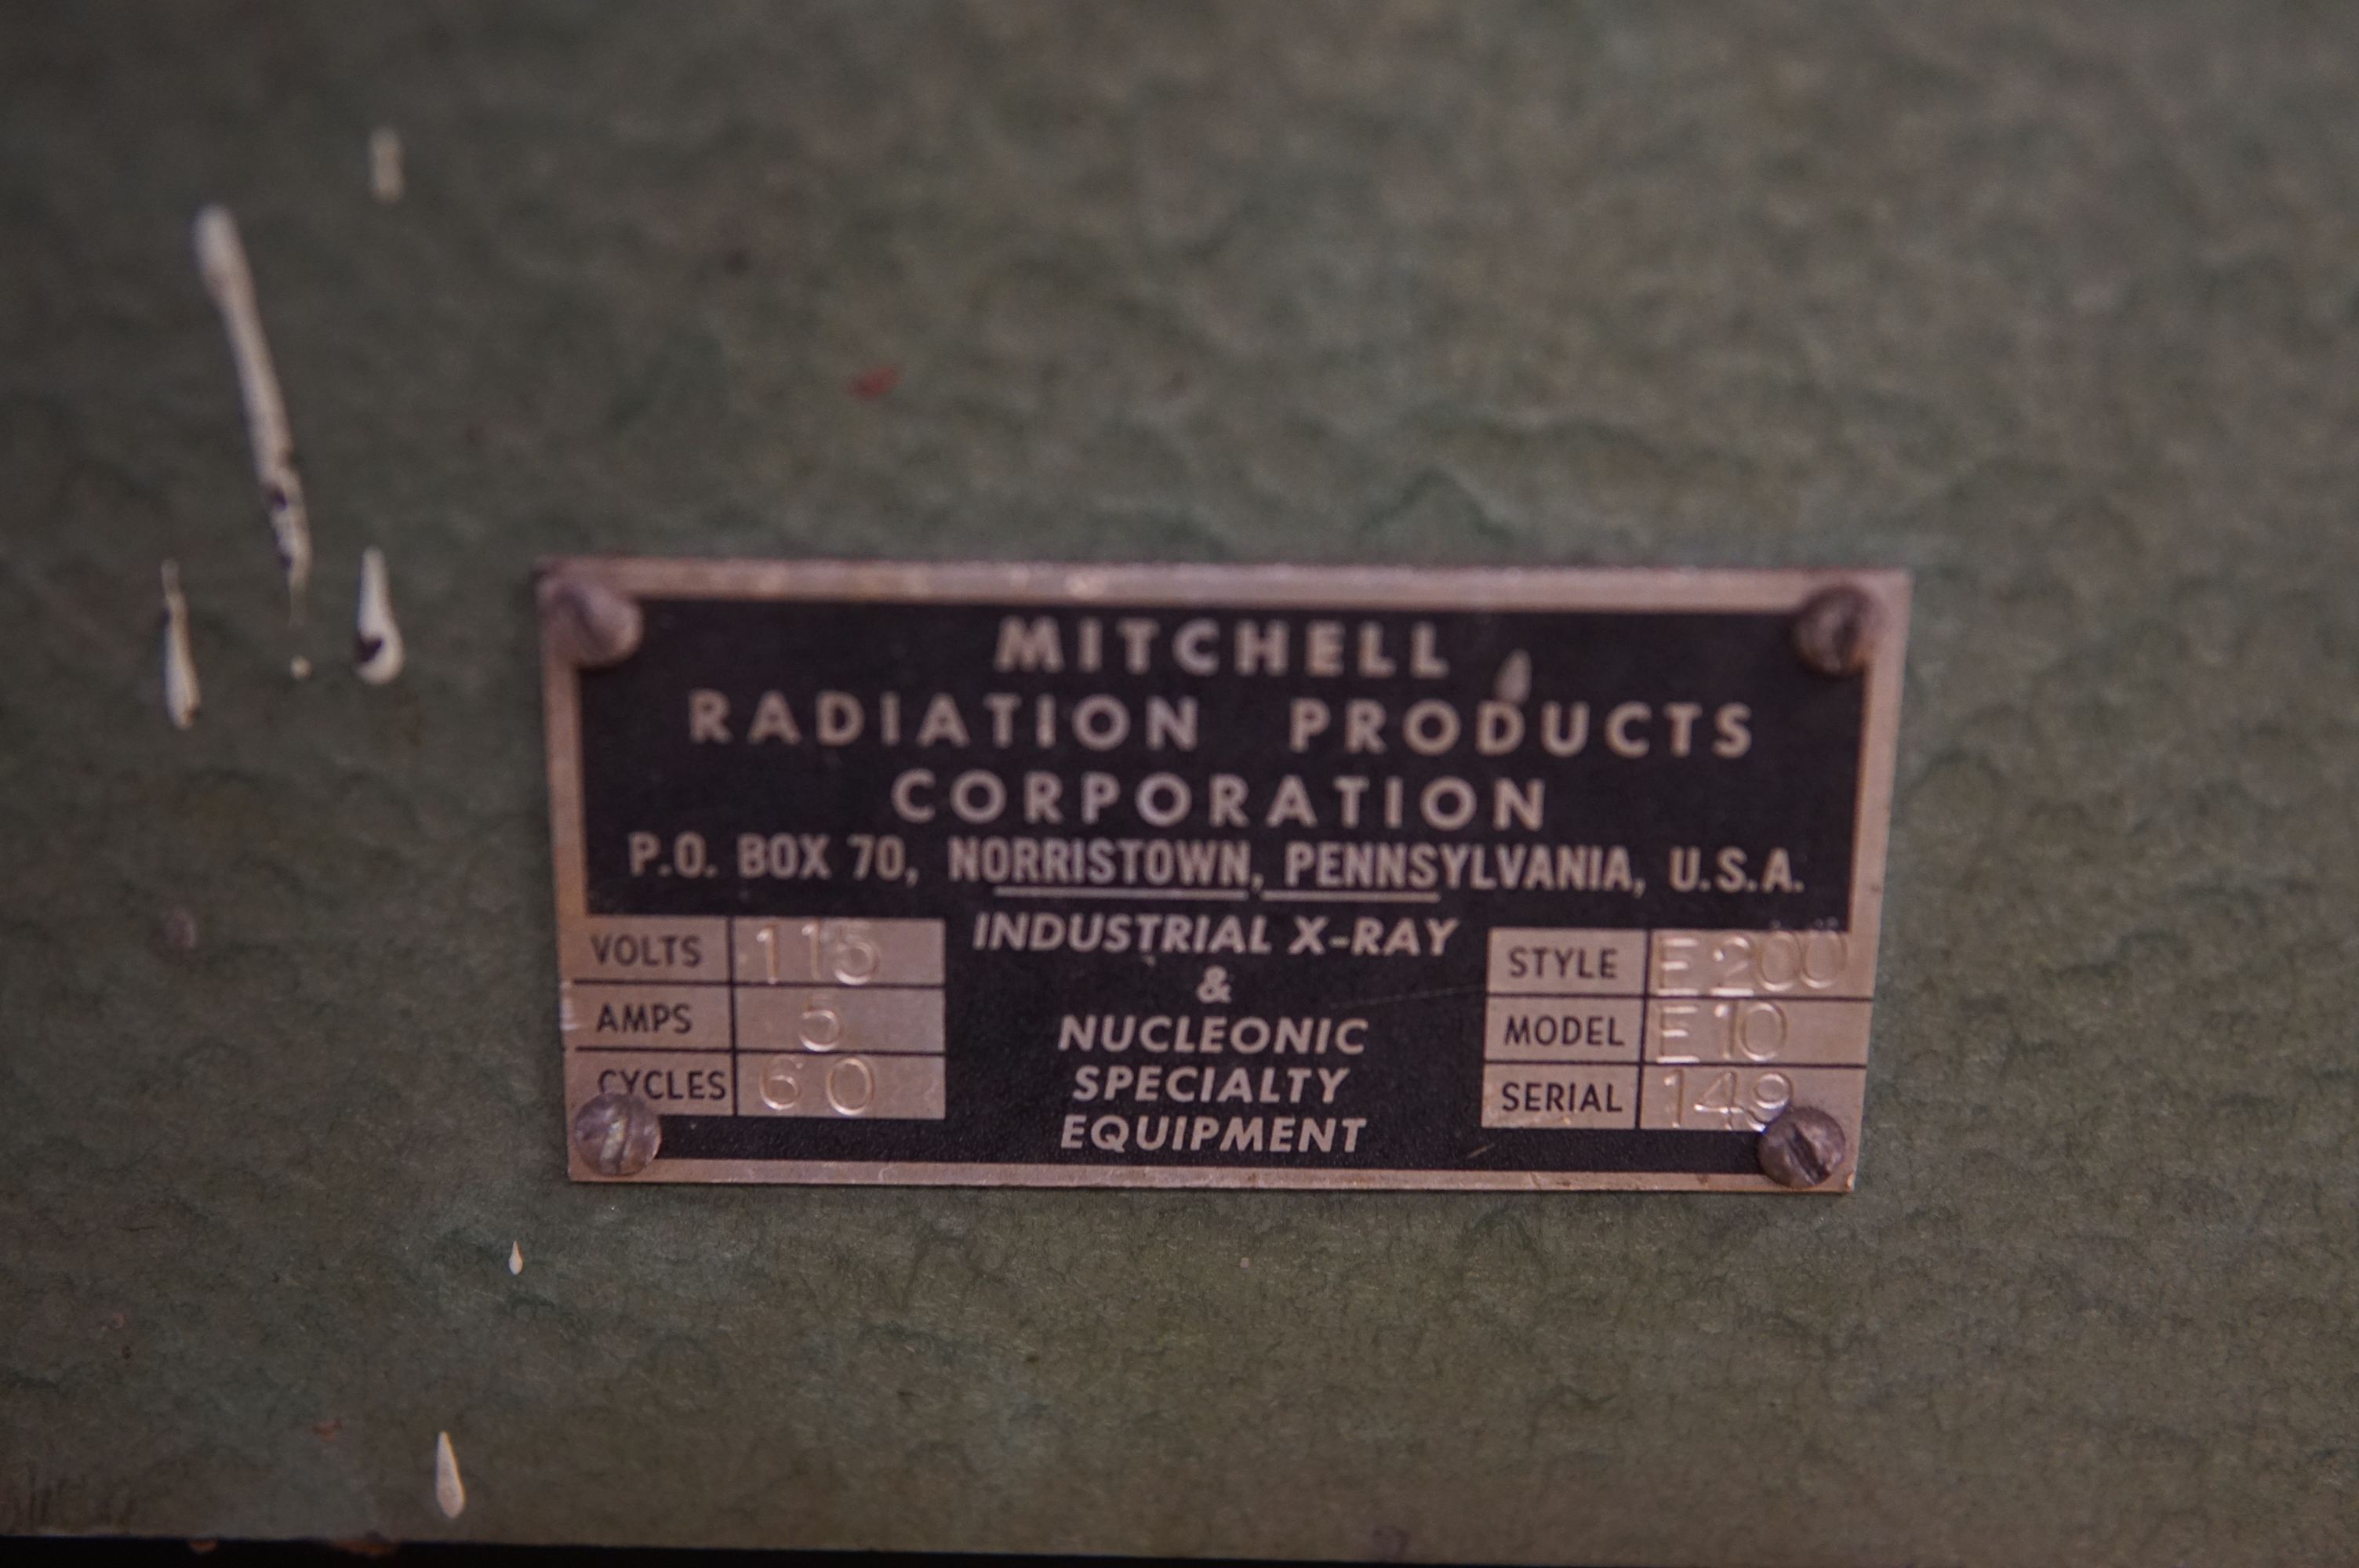 MITCHELL
RADIATION PRODUCTS
CORPORATION
P.O. BOX 70, NORRISTOWN, PENNSYLVANIA, U.S.A.
INDUSTRIAL X-RAY
&
NUCLEONIC
SPECIALTY
EQUIPMENT
VOLTS 115
AMPS 5
CYCLES 60
STYLE E200
MODEL E10
SERIAL 149